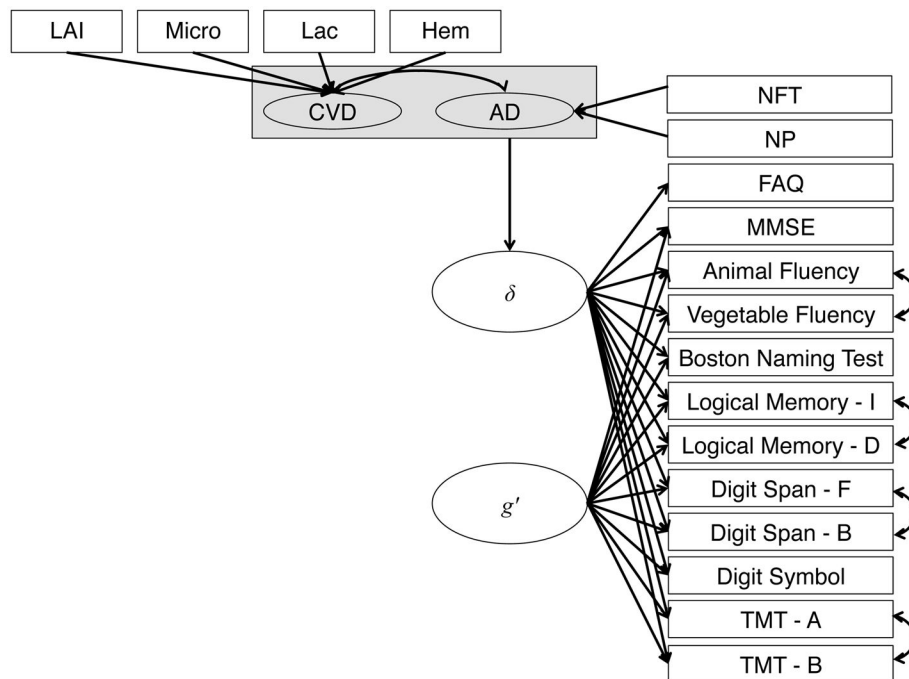 LAI
Micro
Lac
Hem
CVD
AD
NFT
NP
FAQ
MMSE
Animal Fluency
δ
Vegetable Fluency
Boston Naming Test
Logical Memory - I
Logical Memory - D
g′
Digit Span - F
Digit Span - B
Digit Symbol
TMT - A
TMT - B